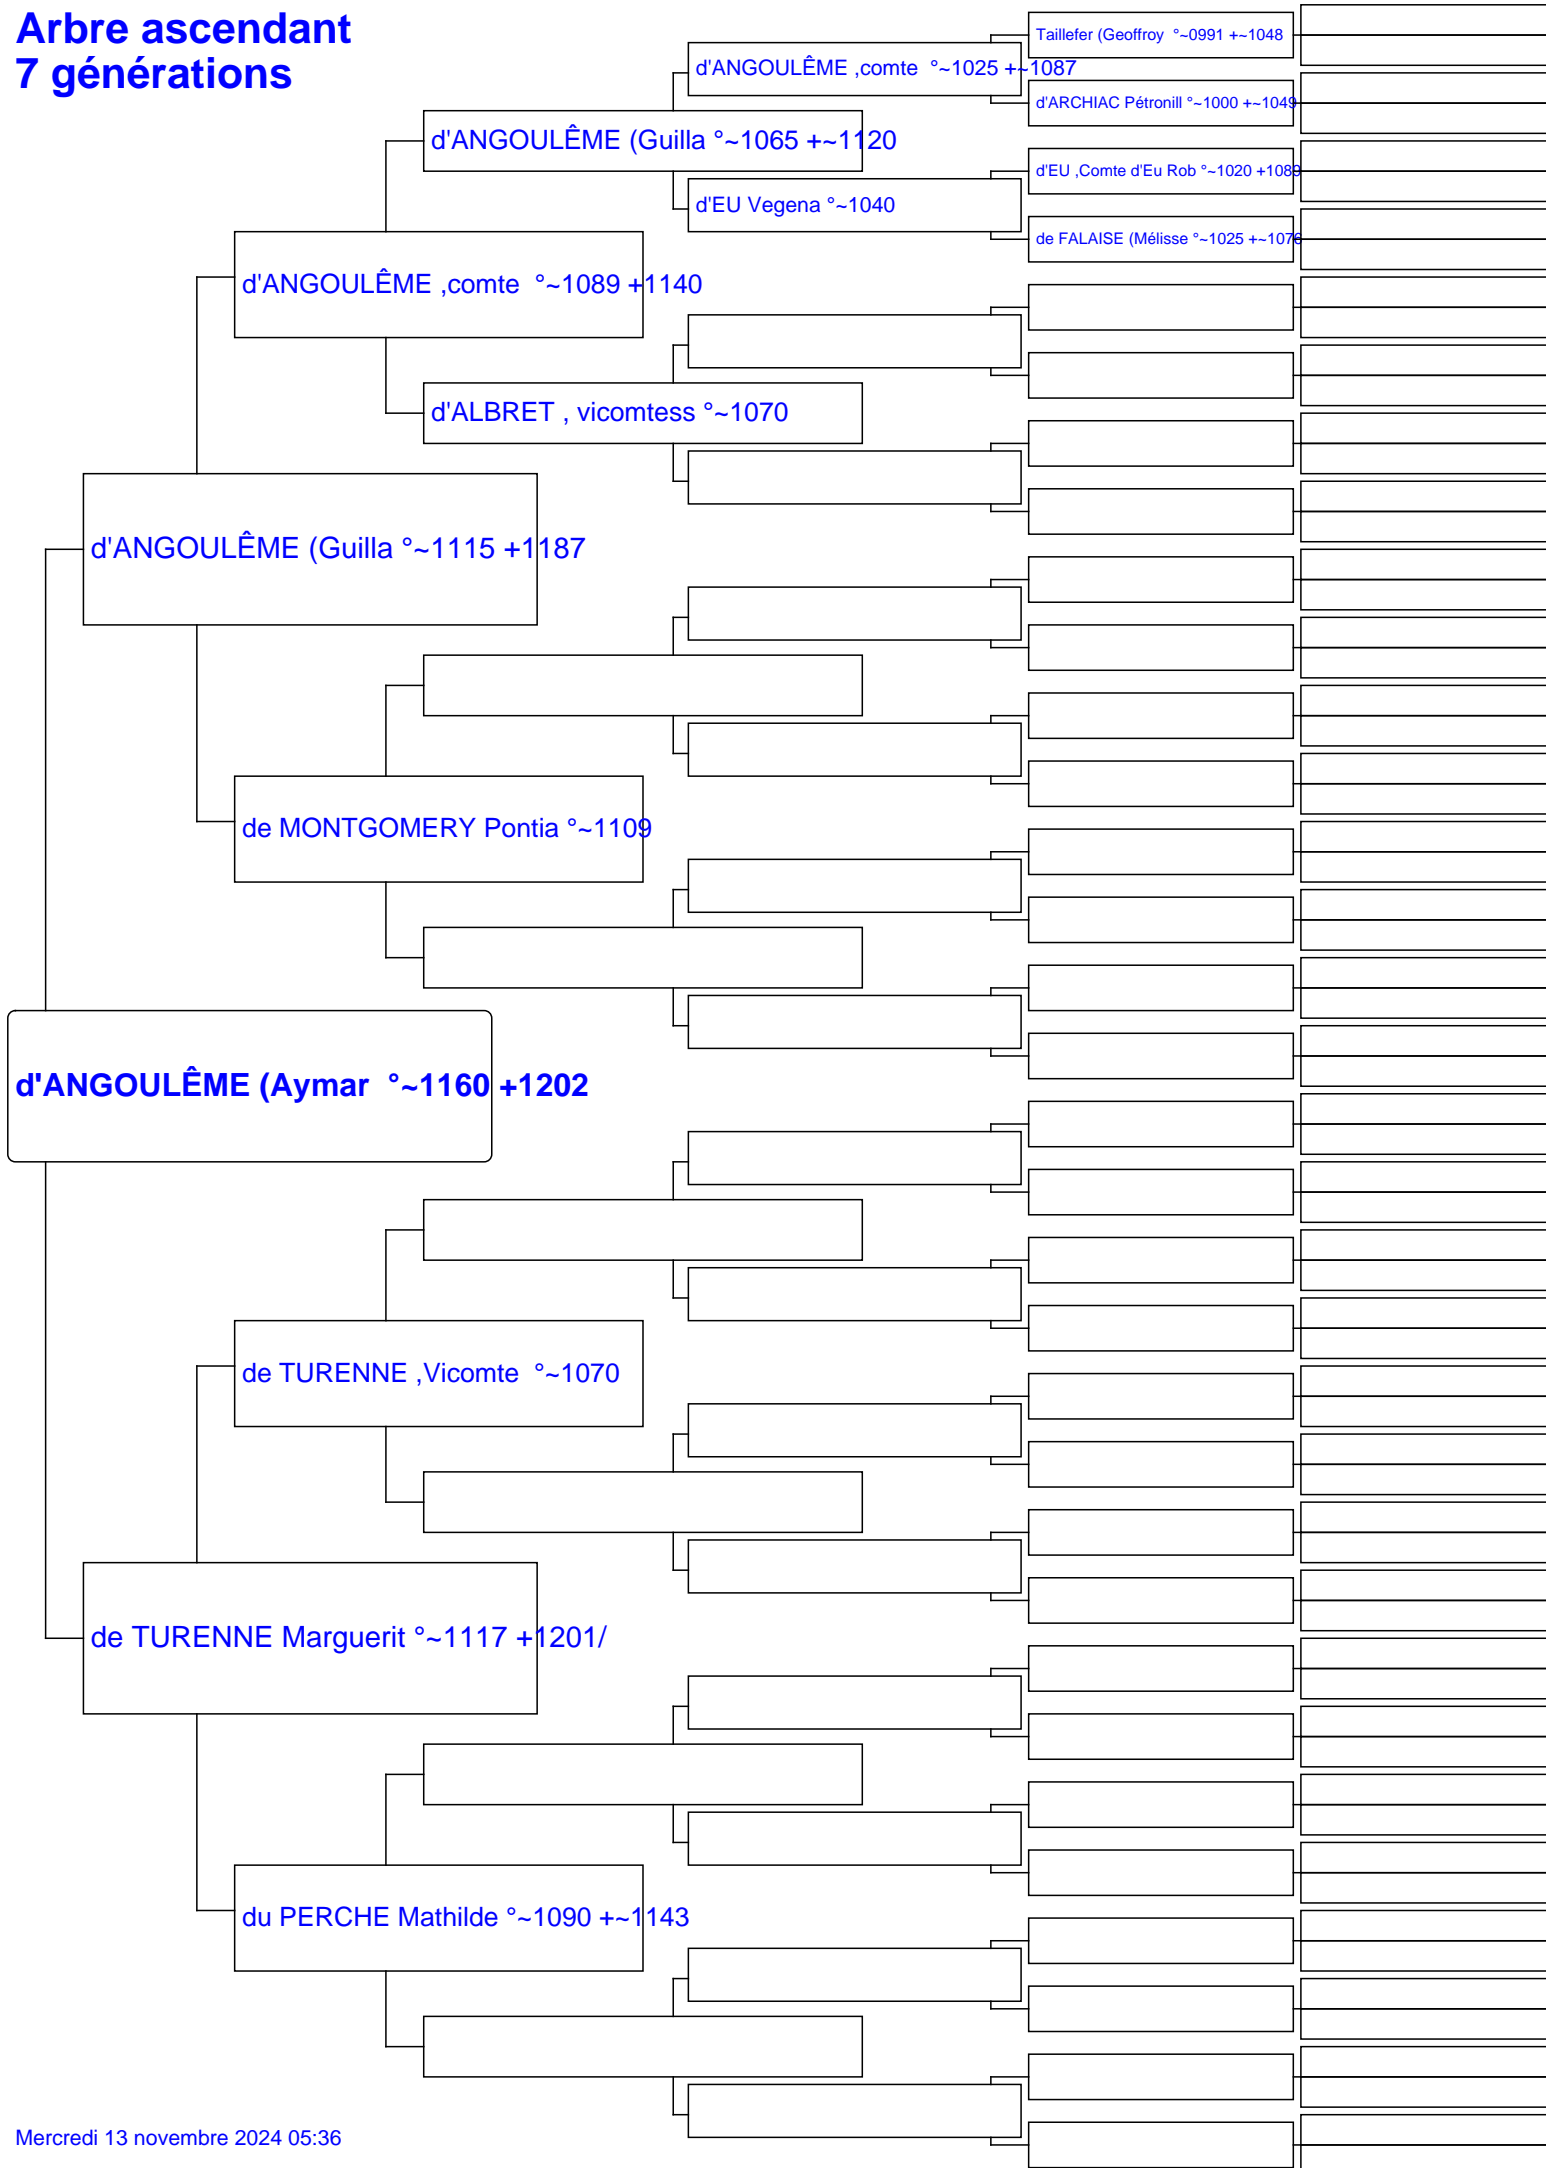 Arbre ascendant
7 générations
Taillefer (Geoffroy °~0991 +~1048
d'ANGOULÊME ,comte °~1025 +~1087
d'ARCHIAC Pétronill °~1000 +~1049
d'ANGOULÊME (Guilla °~1065 +~1120
d'EU ,Comte d'Eu Rob °~1020 +1089
d'EU Vegena °~1040
de FALAISE (Mélisse °~1025 +~1076
d'ANGOULÊME ,comte °~1089 +1140
d'ALBRET , vicomtess °~1070
d'ANGOULÊME (Guilla °~1115 +1187
de MONTGOMERY Pontia °~1109
d'ANGOULÊME (Aymar °~1160 +1202
de TURENNE ,Vicomte °~1070
de TURENNE Marguerit °~1117 +1201/
du PERCHE Mathilde °~1090 +~1143
Mercredi 13 novembre 2024 05:36